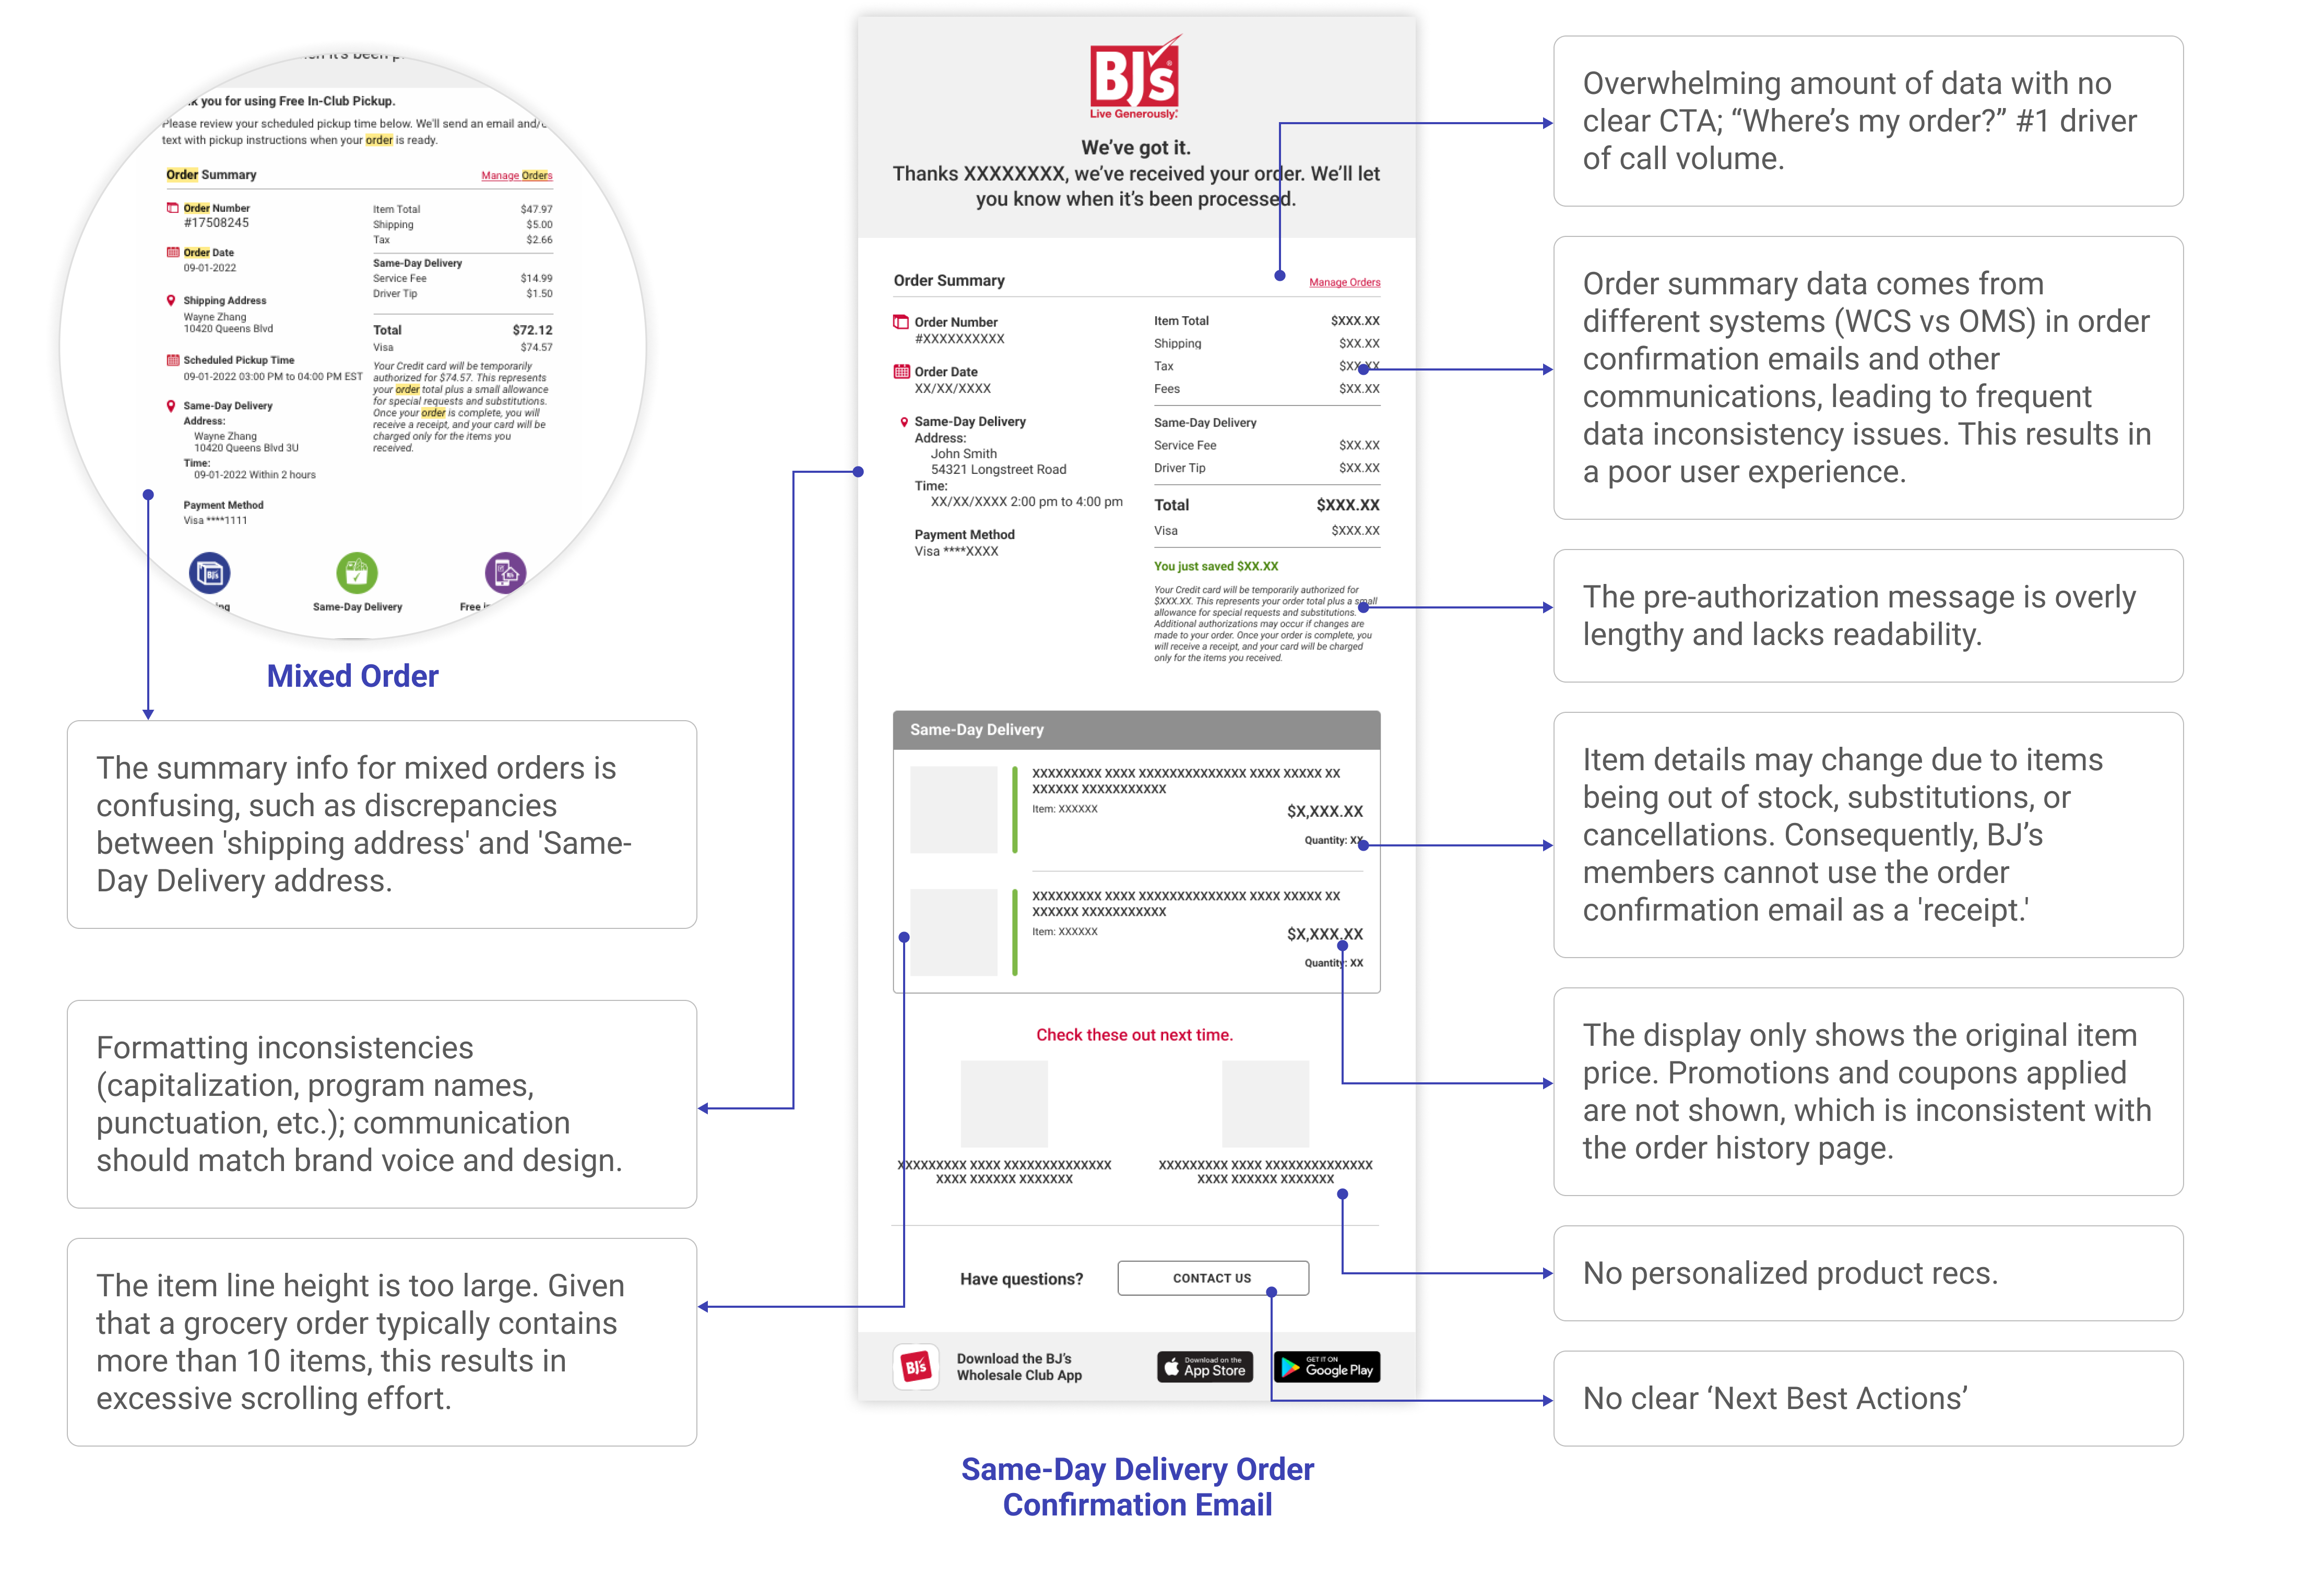 you for using Free In-Club Pickup.
Please review your scheduled pickup time below. We'll send an email and/
text with pickup instructions when your order is ready.
Order Summary
Manage Orders
Order Number
#17508245
Order Date
09-01-2022
Shipping Address
Wayne Zhang
10420 Queens Blvd
Scheduled Pickup Time
09-01-2022 03:00 PM to 04:00 PM EST
Same-Day Delivery
Address:
Wayne Zhang
10420 Queens Blvd 3U
Time:
09-01-2022 Within 2 hours
Payment Method
Visa ****1111
Item Total $47.97
Shipping $5.00
Tax $2.66
Same-Day Delivery
Service Fee $14.99
Driver Tip $1.50
Total $72.12
Visa $74.57
Your Credit card will be temporarily
authorized for $74.57. This represents
your order total plus a small allowance
for special requests and substitutions.
Once your order is complete, you will
receive a receipt, and your card will be
charged only for the items you
received.
BJ's
Same-Day Delivery
Free
Mixed Order
The summary info for mixed orders is
confusing, such as discrepancies
between 'shipping address' and 'Same-
Day Delivery address.
Formatting inconsistencies
(capitalization, program names,
punctuation, etc.); communication
should match brand voice and design.
The item line height is too large. Given
that a grocery order typically contains
more than 10 items, this results in
excessive scrolling effort.
BJ's®
Live Generously.®
We've got it.
Thanks XXXXXXXX, we've received your order. We'll let
you know when it's been processed.
Order Summary
Manage Orders
Order Number
#XXXXXXXXXX
Order Date
XX/XX/XXXX
Same-Day Delivery
Address:
John Smith
54321 Longstreet Road
Time:
XX/XX/XXXX 2:00 pm to 4:00 pm
Payment Method
Visa ****XXXX
Item Total $XXX.XX
Shipping $XX.XX
Tax $XX.XX
Fees $XX.XX
Same-Day Delivery
Service Fee $XX.XX
Driver Tip $XX.XX
Total $XXX.XX
Visa $XXX.XX
You just saved $XX.XX
Your Credit card will be temporarily authorized for
$XXX.XX. This represents your order total plus a small
allowance for special requests and substitutions.
Additional authorizations may occur if changes are
made to your order. Once your order is complete, you
will receive a receipt, and your card will be charged
only for the items you received.
Same-Day Delivery
XXXXXXXXX XXXX XXXXXXXXXXXXXX XXXX XXXXX XX
XXXXXX XXXXXXXXXXX
Item: XXXXXX
$X,XXX.XX
Quantity: XX
XXXXXXXXX XXXX XXXXXXXXXXXXXX XXXX XXXXX XX
XXXXXX XXXXXXXXXXX
Item: XXXXXX
$X,XXX.XX
Quantity: XX
Check these out next time.
XXXXXXXXX XXXX XXXXXXXXXXXXXX
XXXX XXXXXX XXXXXXX
XXXXXXXXX XXXX XXXXXXXXXXXXXX
XXXX XXXXXX XXXXXXX
Have questions?
CONTACT US
BJ's
Download the BJ's
Wholesale Club App
Download on the
App Store
GET IT ON
Google Play
Same-Day Delivery Order
Confirmation Email
Overwhelming amount of data with no
clear CTA; “Where’s my order?” #1 driver
of call volume.
Order summary data comes from
different systems (WCS vs OMS) in order
confirmation emails and other
communications, leading to frequent
data inconsistency issues. This results in
a poor user experience.
The pre-authorization message is overly
lengthy and lacks readability.
Item details may change due to items
being out of stock, substitutions, or
cancellations. Consequently, BJ’s
members cannot use the order
confirmation email as a 'receipt.'
The display only shows the original item
price. Promotions and coupons applied
are not shown, which is inconsistent with
the order history page.
No personalized product recs.
No clear ‘Next Best Actions’